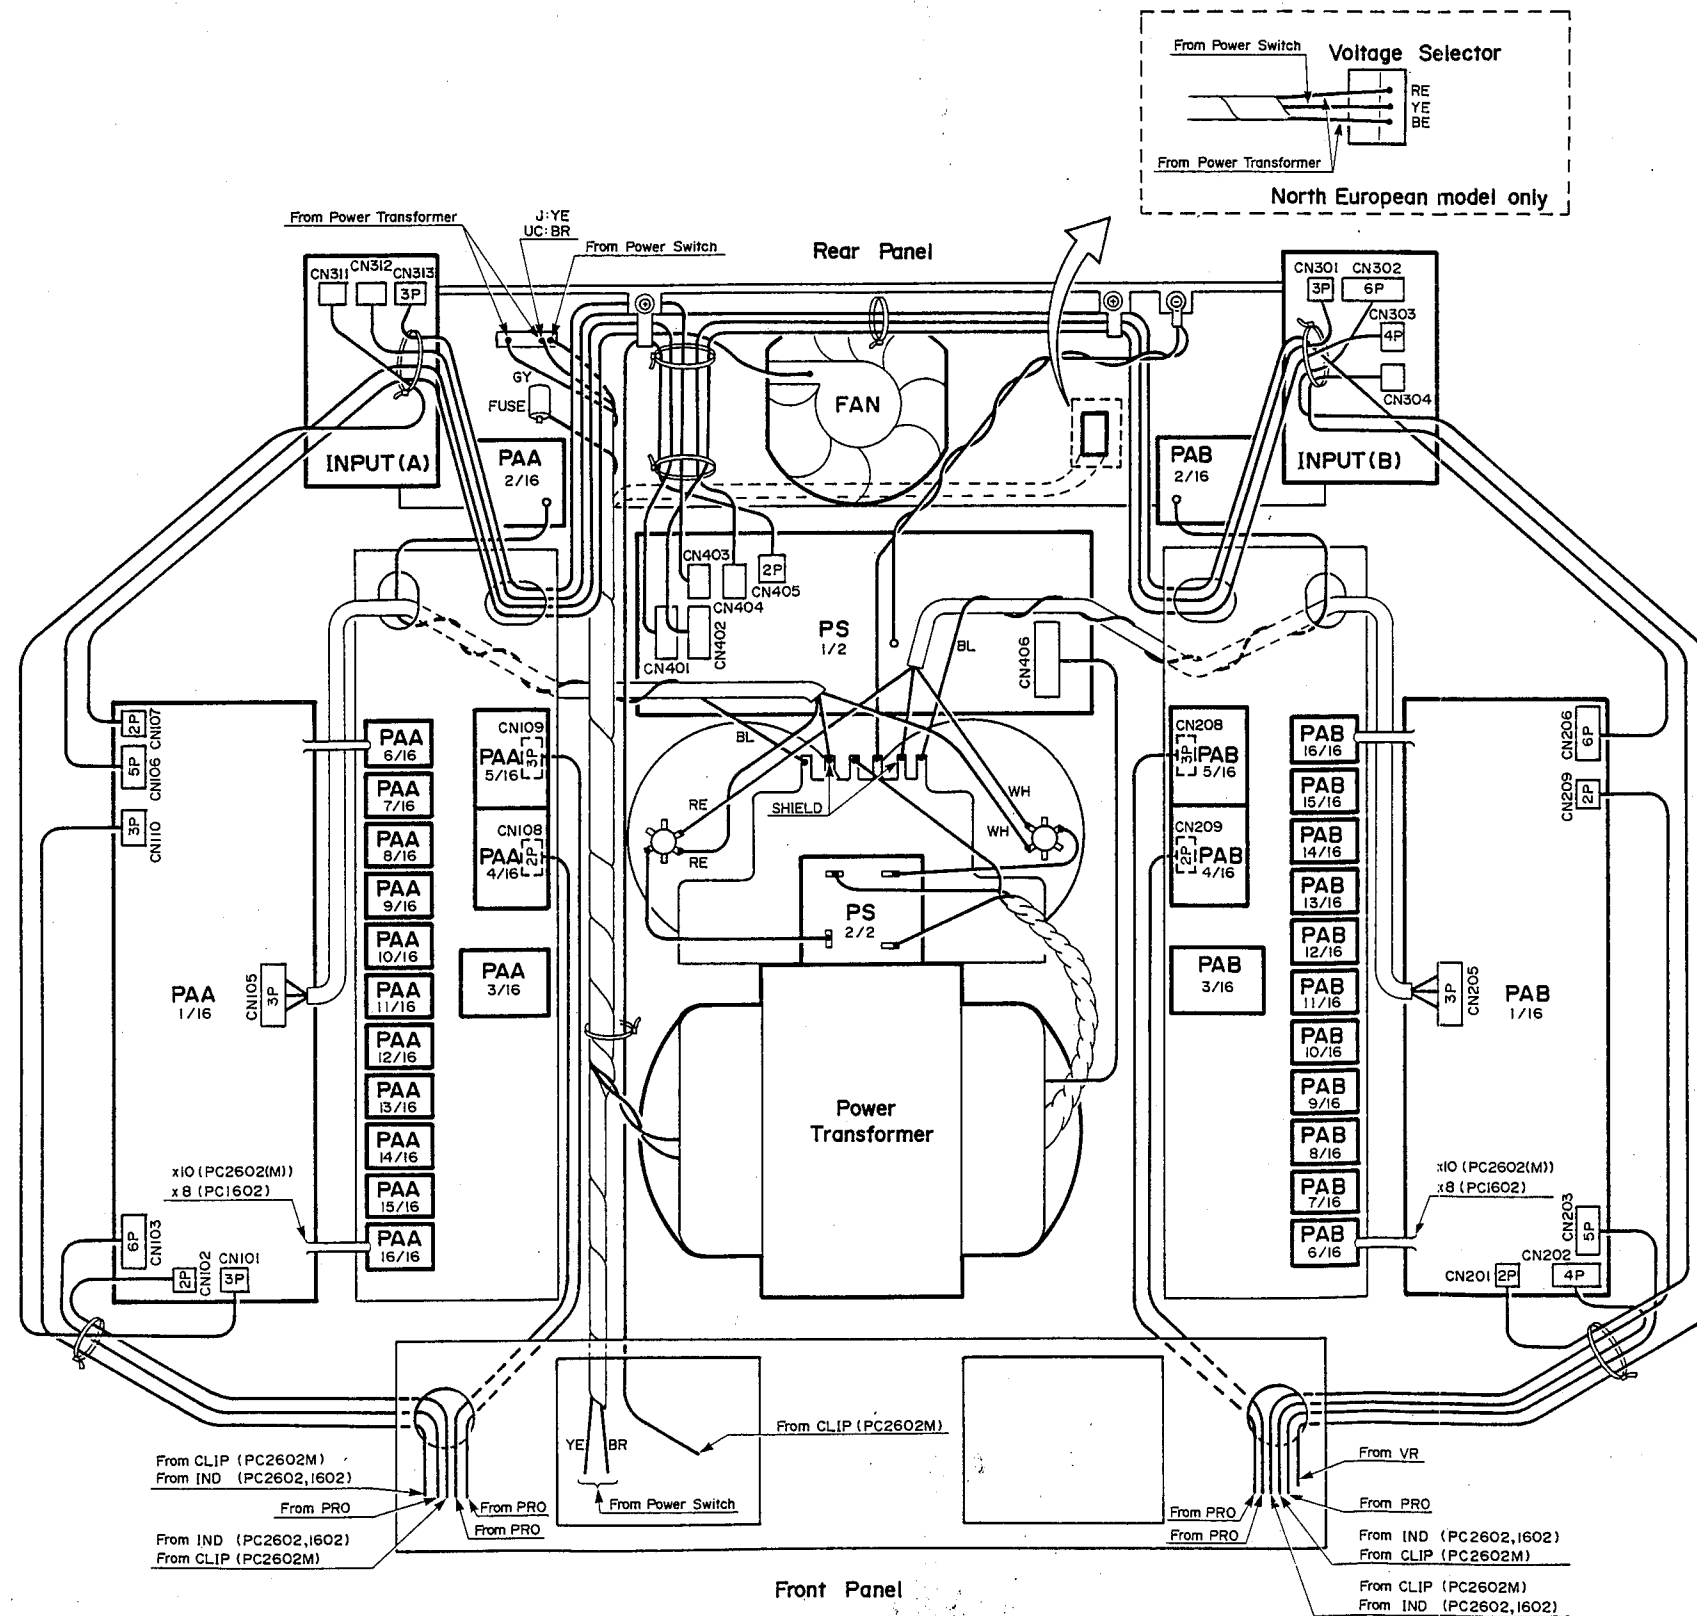 From Power Switch
Voltage Selector
RE
YE
BE
From Power Transformer
North European model only
From Power Transformer
J:YE
UC:BR
From Power Switch
Rear Panel
CN311
CN312
CN313
3P
CN301
CN302
3P
6P
CN303
4P
CN304
GY
FUSE
FAN
INPUT(A)
PAA
2/16
PAB
2/16
INPUT(B)
CN403
2P
CN405
CN404
CN401
CN402
PS
1/2
BL
CN406
2P
CN107
5P
CN106
3P
CN110
PAA
6/16
PAA
7/16
PAA
8/16
PAA
9/16
PAA
10/16
PAA
11/16
PAA
12/16
PAA
13/16
PAA
14/16
PAA
15/16
PAA
16/16
CN109
PAA
5/16
3P
CN108
PAA
4/16
2P
PAA
3/16
BL
RE
RE
SHIELD
WH
WH
PS
2/2
Power
Transformer
CN208
3P
PAB
5/16
CN209
2P
PAB
4/16
PAB
3/16
PAB
16/16
PAB
15/16
PAB
14/16
PAB
13/16
PAB
12/16
PAB
11/16
PAB
10/16
PAB
9/16
PAB
8/16
PAB
7/16
PAB
6/16
CN206
6P
CN209
2P
PAA
1/16
CN105
3P
3P
CN205
PAB
1/16
x10 (PC2602(M))
x8 (PC1602)
x10 (PC2602(M))
x8 (PC1602)
6P
CN103
2P
CN102
CN101
3P
CN203
5P
CN202
CN201
2P
4P
YE
BR
From CLIP (PC2602M)
From Power Switch
From CLIP (PC2602M)
From IND (PC2602,1602)
From PRO
From IND (PC2602,1602)
From CLIP (PC2602M)
From PRO
From PRO
From PRO
From PRO
From VR
From PRO
From IND (PC2602,1602)
From CLIP (PC2602M)
From CLIP (PC2602M)
From IND (PC2602,1602)
Front Panel